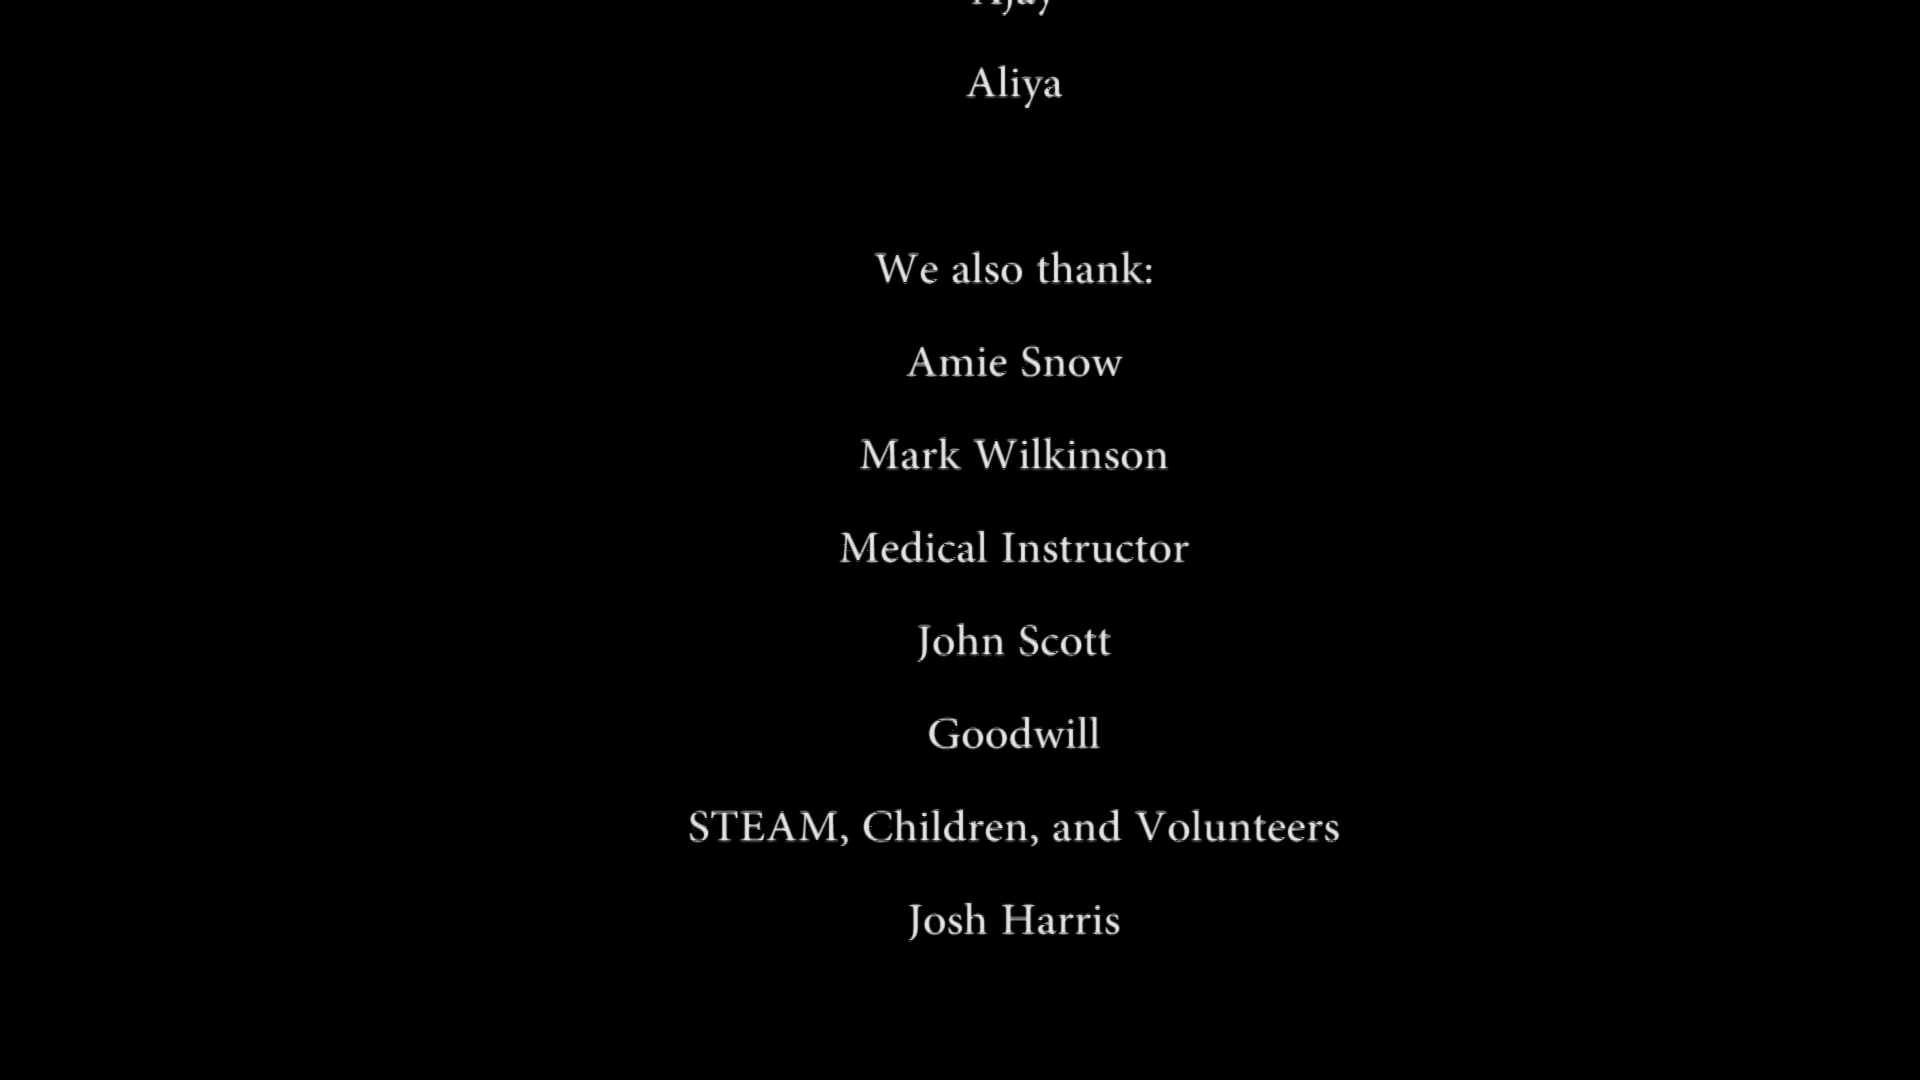 Aliya
We also thank:
Amie Snow
Mark Wilkinson
Medical Instructor
John Scott
Goodwill
STEAM, Children, and Volunteers
Josh Harris